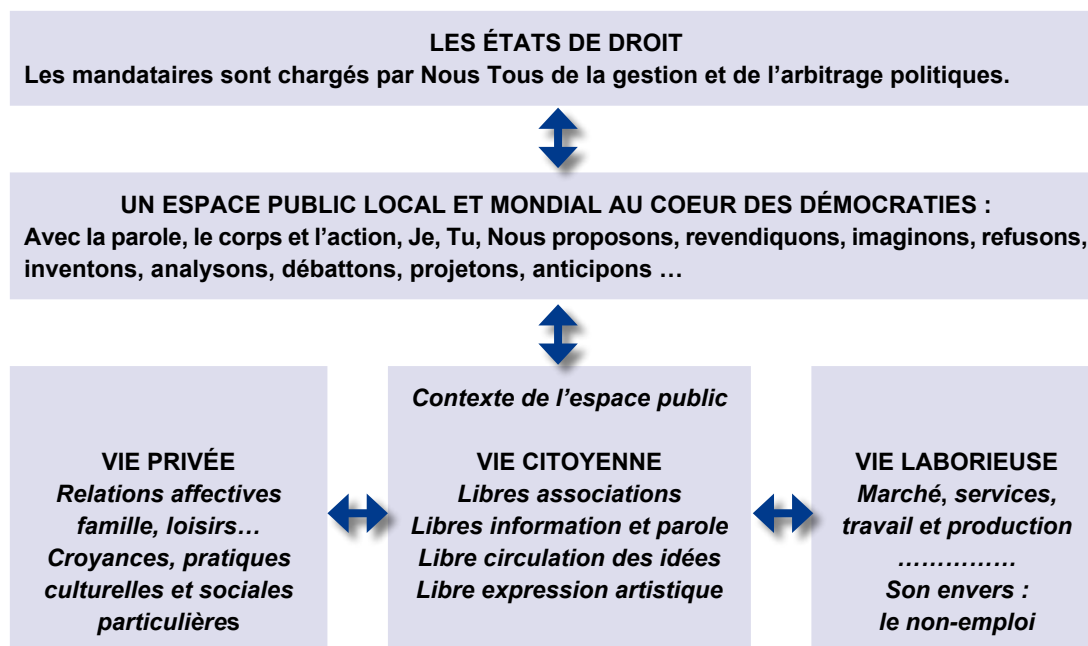 LES ÉTATS DE DROIT
Les mandataires sont chargés par Nous Tous de la gestion et de l’arbitrage politiques.
UN ESPACE PUBLIC LOCAL ET MONDIAL AU COEUR DES DÉMOCRATIES :
Avec la parole, le corps et l’action, Je, Tu, Nous proposons, revendiquons, imaginons, refusons,
inventons, analysons, débattons, projetons, anticipons …
VIE PRIVÉE
Relations affectives
famille, loisirs…
Croyances, pratiques
culturelles et sociales
particulières
Contexte de l’espace public
VIE CITOYENNE
Libres associations
Libres information et parole
Libre circulation des idées
Libre expression artistique
VIE LABORIEUSE
Marché, services,
travail et production
……………
Son envers :
le non-emploi